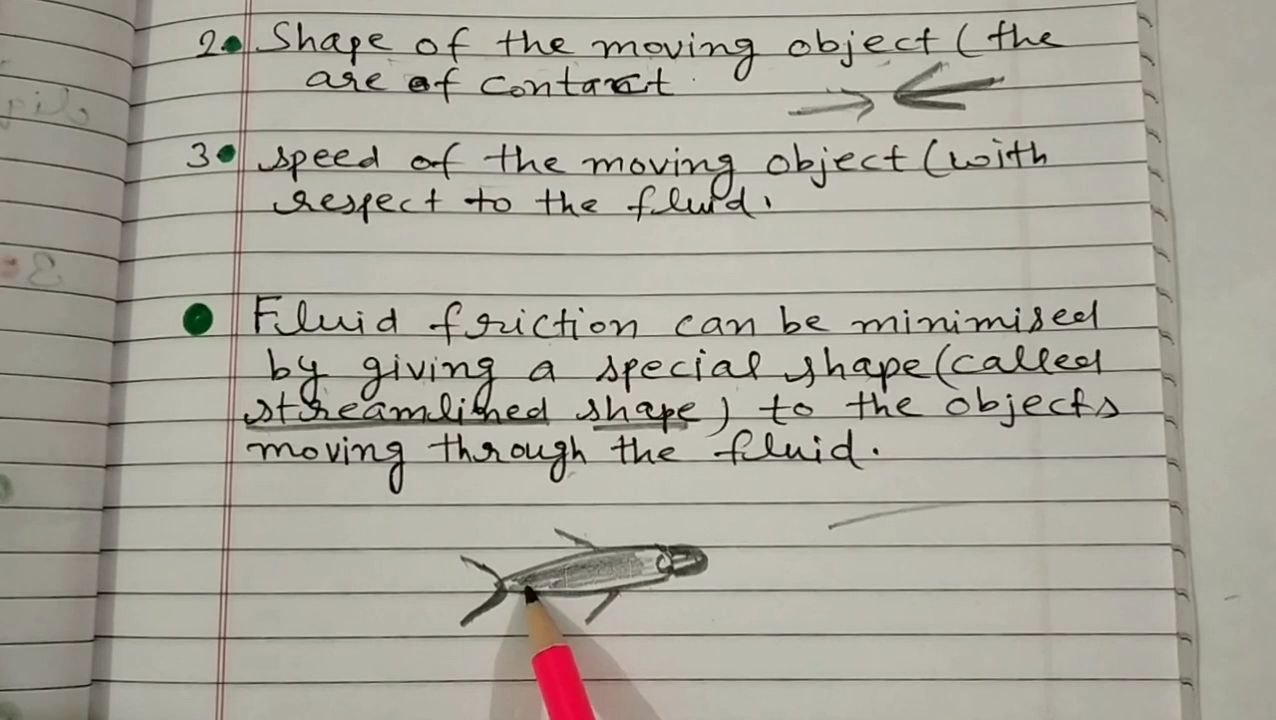 2. Shape of the moving object (the
are of contact
3. speed of the moving object (with
respect to the fluid.
Fluid friction can be minimised
by giving a special shape (called
streamlined shape) to the objects
moving through the fluid.